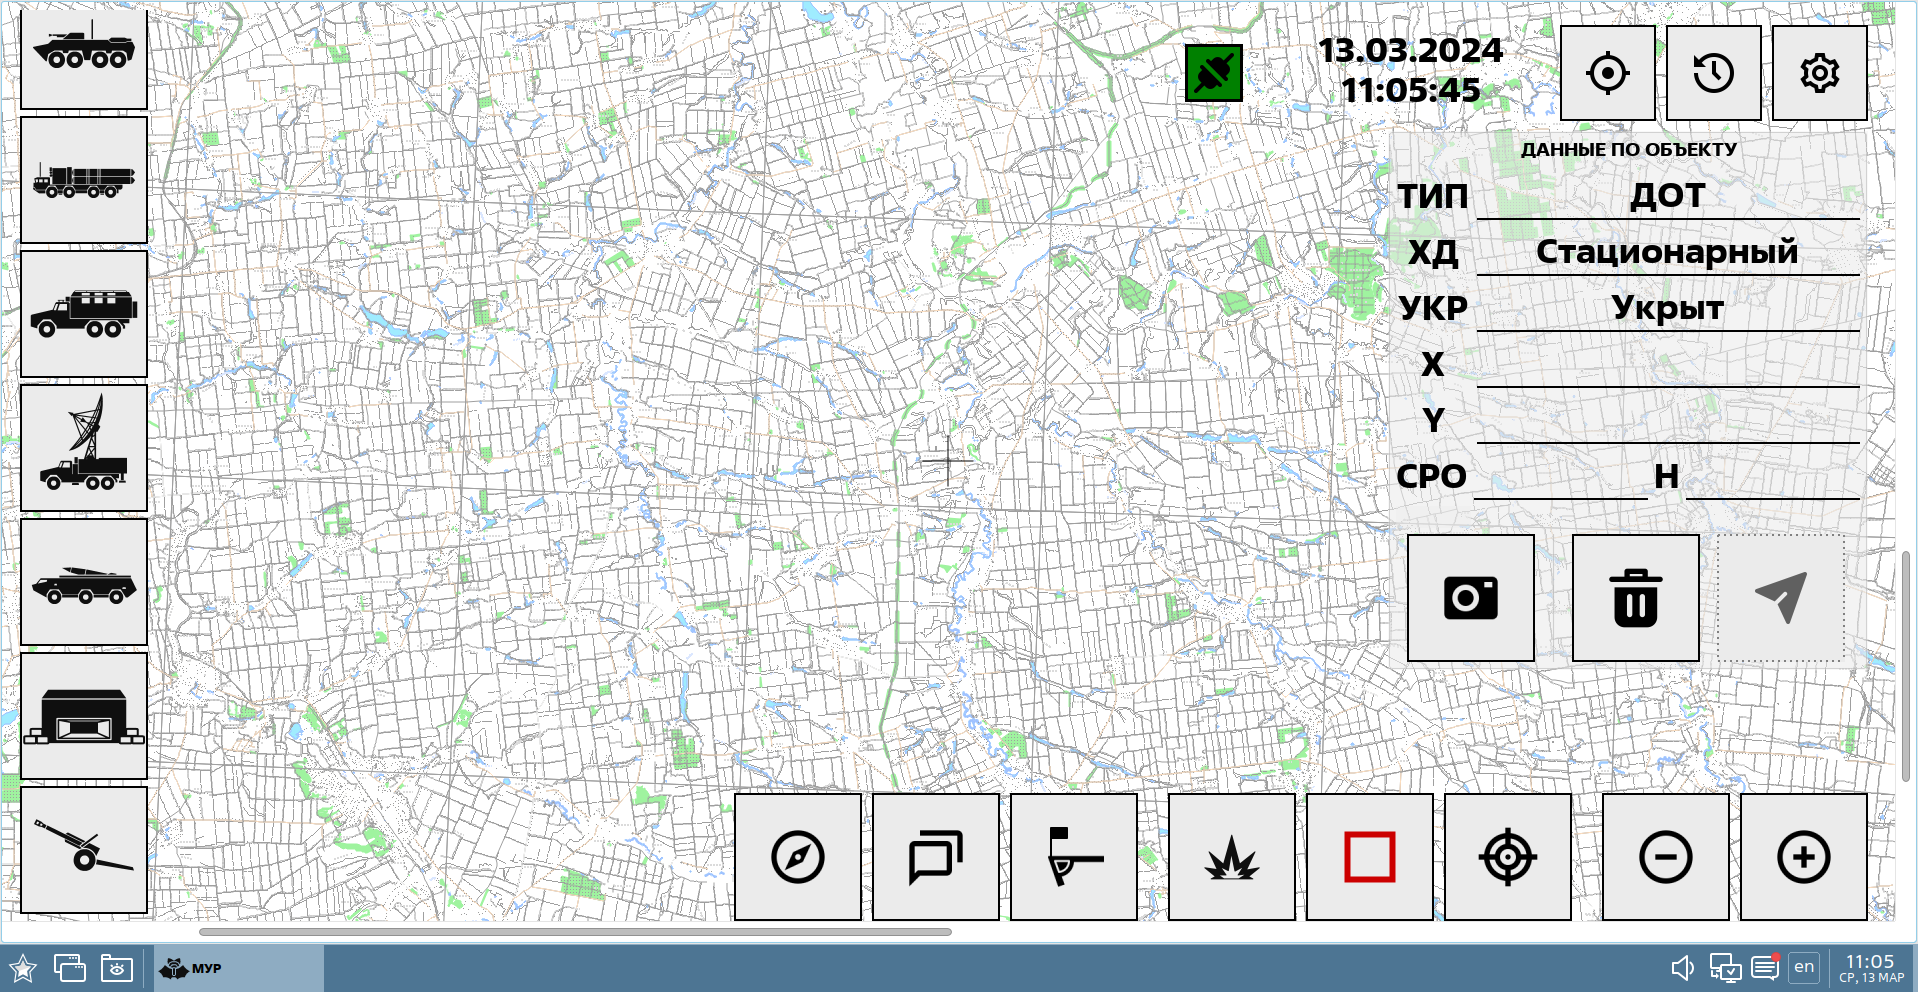 13.03.2024
11:05:45
ДАННЫЕ ПО ОБЪЕКТУ
ТИП ДОТ
ХД Стационарный
УКР Укрыт
X
Y
СРО Н
МУР
en
11:05
СР, 13 МАР